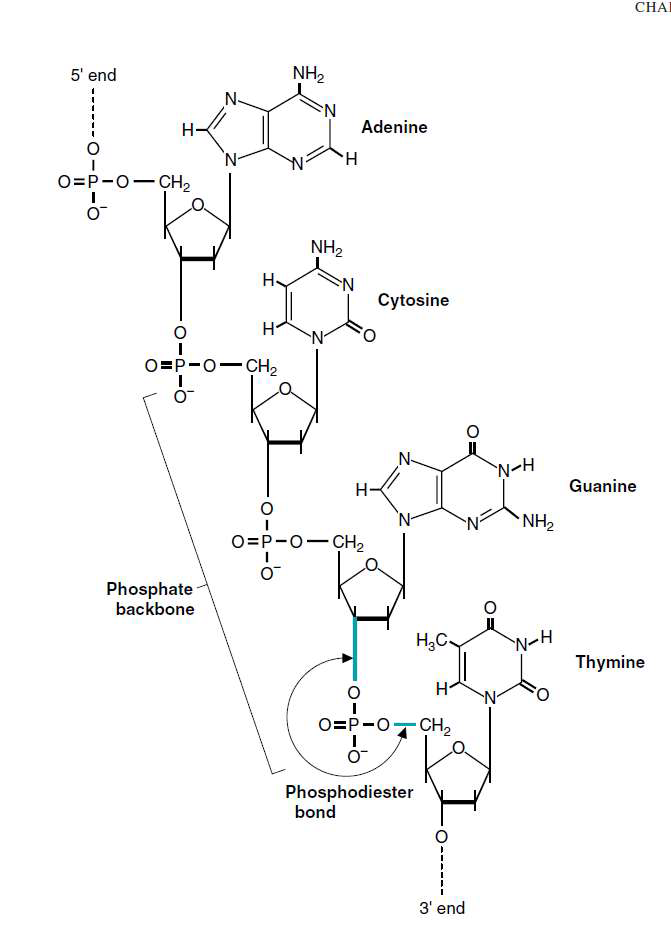 CHA
5' end
NH2
N
N
H
Adenine
O
N
N
H
O=P–O–CH2
O–
O
NH2
H
N
Cytosine
O
H
N
O
O=P–O–CH2
O–
O
O
N
N–H
H
Guanine
O
N
N
NH2
O=P–O–CH2
O–
O
Phosphate
backbone
O
H3C
N–H
Thymine
H
O
N
O
O=P–O–CH2
O–
O
Phosphodiester
bond
O
3' end